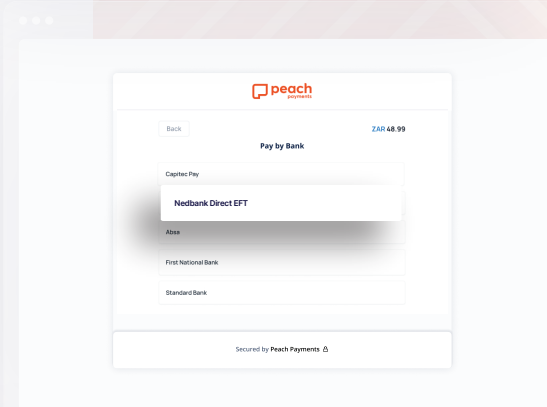 peach
payments
Back
ZAR 48.99
Pay by Bank
Capitec Pay
Nedbank Direct EFT
Absa
First National Bank
Standard Bank
Secured by Peach Payments